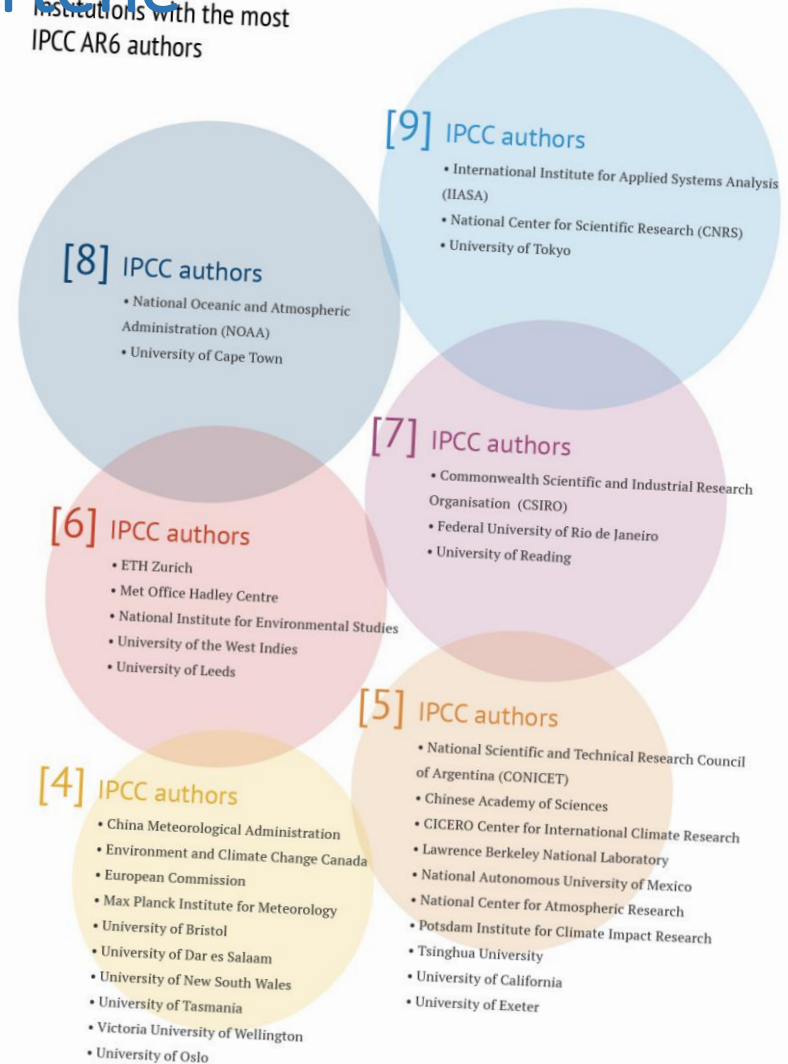 Institutions with the most
IPCC AR6 authors
[9] IPCC authors
• International Institute for Applied Systems Analysis
(IIASA)
• National Center for Scientific Research (CNRS)
• University of Tokyo
[8] IPCC authors
• National Oceanic and Atmospheric
Administration (NOAA)
• University of Cape Town
[7] IPCC authors
• Commonwealth Scientific and Industrial Research
Organisation (CSIRO)
• Federal University of Rio de Janeiro
• University of Reading
[6] IPCC authors
• ETH Zurich
• Met Office Hadley Centre
• National Institute for Environmental Studies
• University of the West Indies
• University of Leeds
[5] IPCC authors
• National Scientific and Technical Research Council
of Argentina (CONICET)
• Chinese Academy of Sciences
• CICERO Center for International Climate Research
• Lawrence Berkeley National Laboratory
• National Autonomous University of Mexico
• National Center for Atmospheric Research
• Potsdam Institute for Climate Impact Research
• Tsinghua University
• University of California
• University of Exeter
[4] IPCC authors
• China Meteorological Administration
• Environment and Climate Change Canada
• European Commission
• Max Planck Institute for Meteorology
• University of Bristol
• University of Dar es Salaam
• University of New South Wales
• University of Tasmania
• Victoria University of Wellington
• University of Oslo